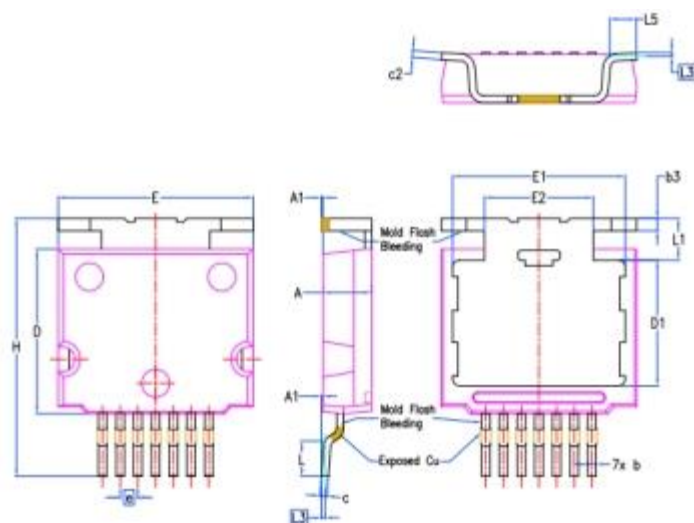 L5
c2
L3
E
A1
E1
E2
b3
Mold Flash
Bleeding
L1
D
H
A
D1
A1
Mold Flash
Bleeding
L
Exposed Cu
7x b
e
c
L3